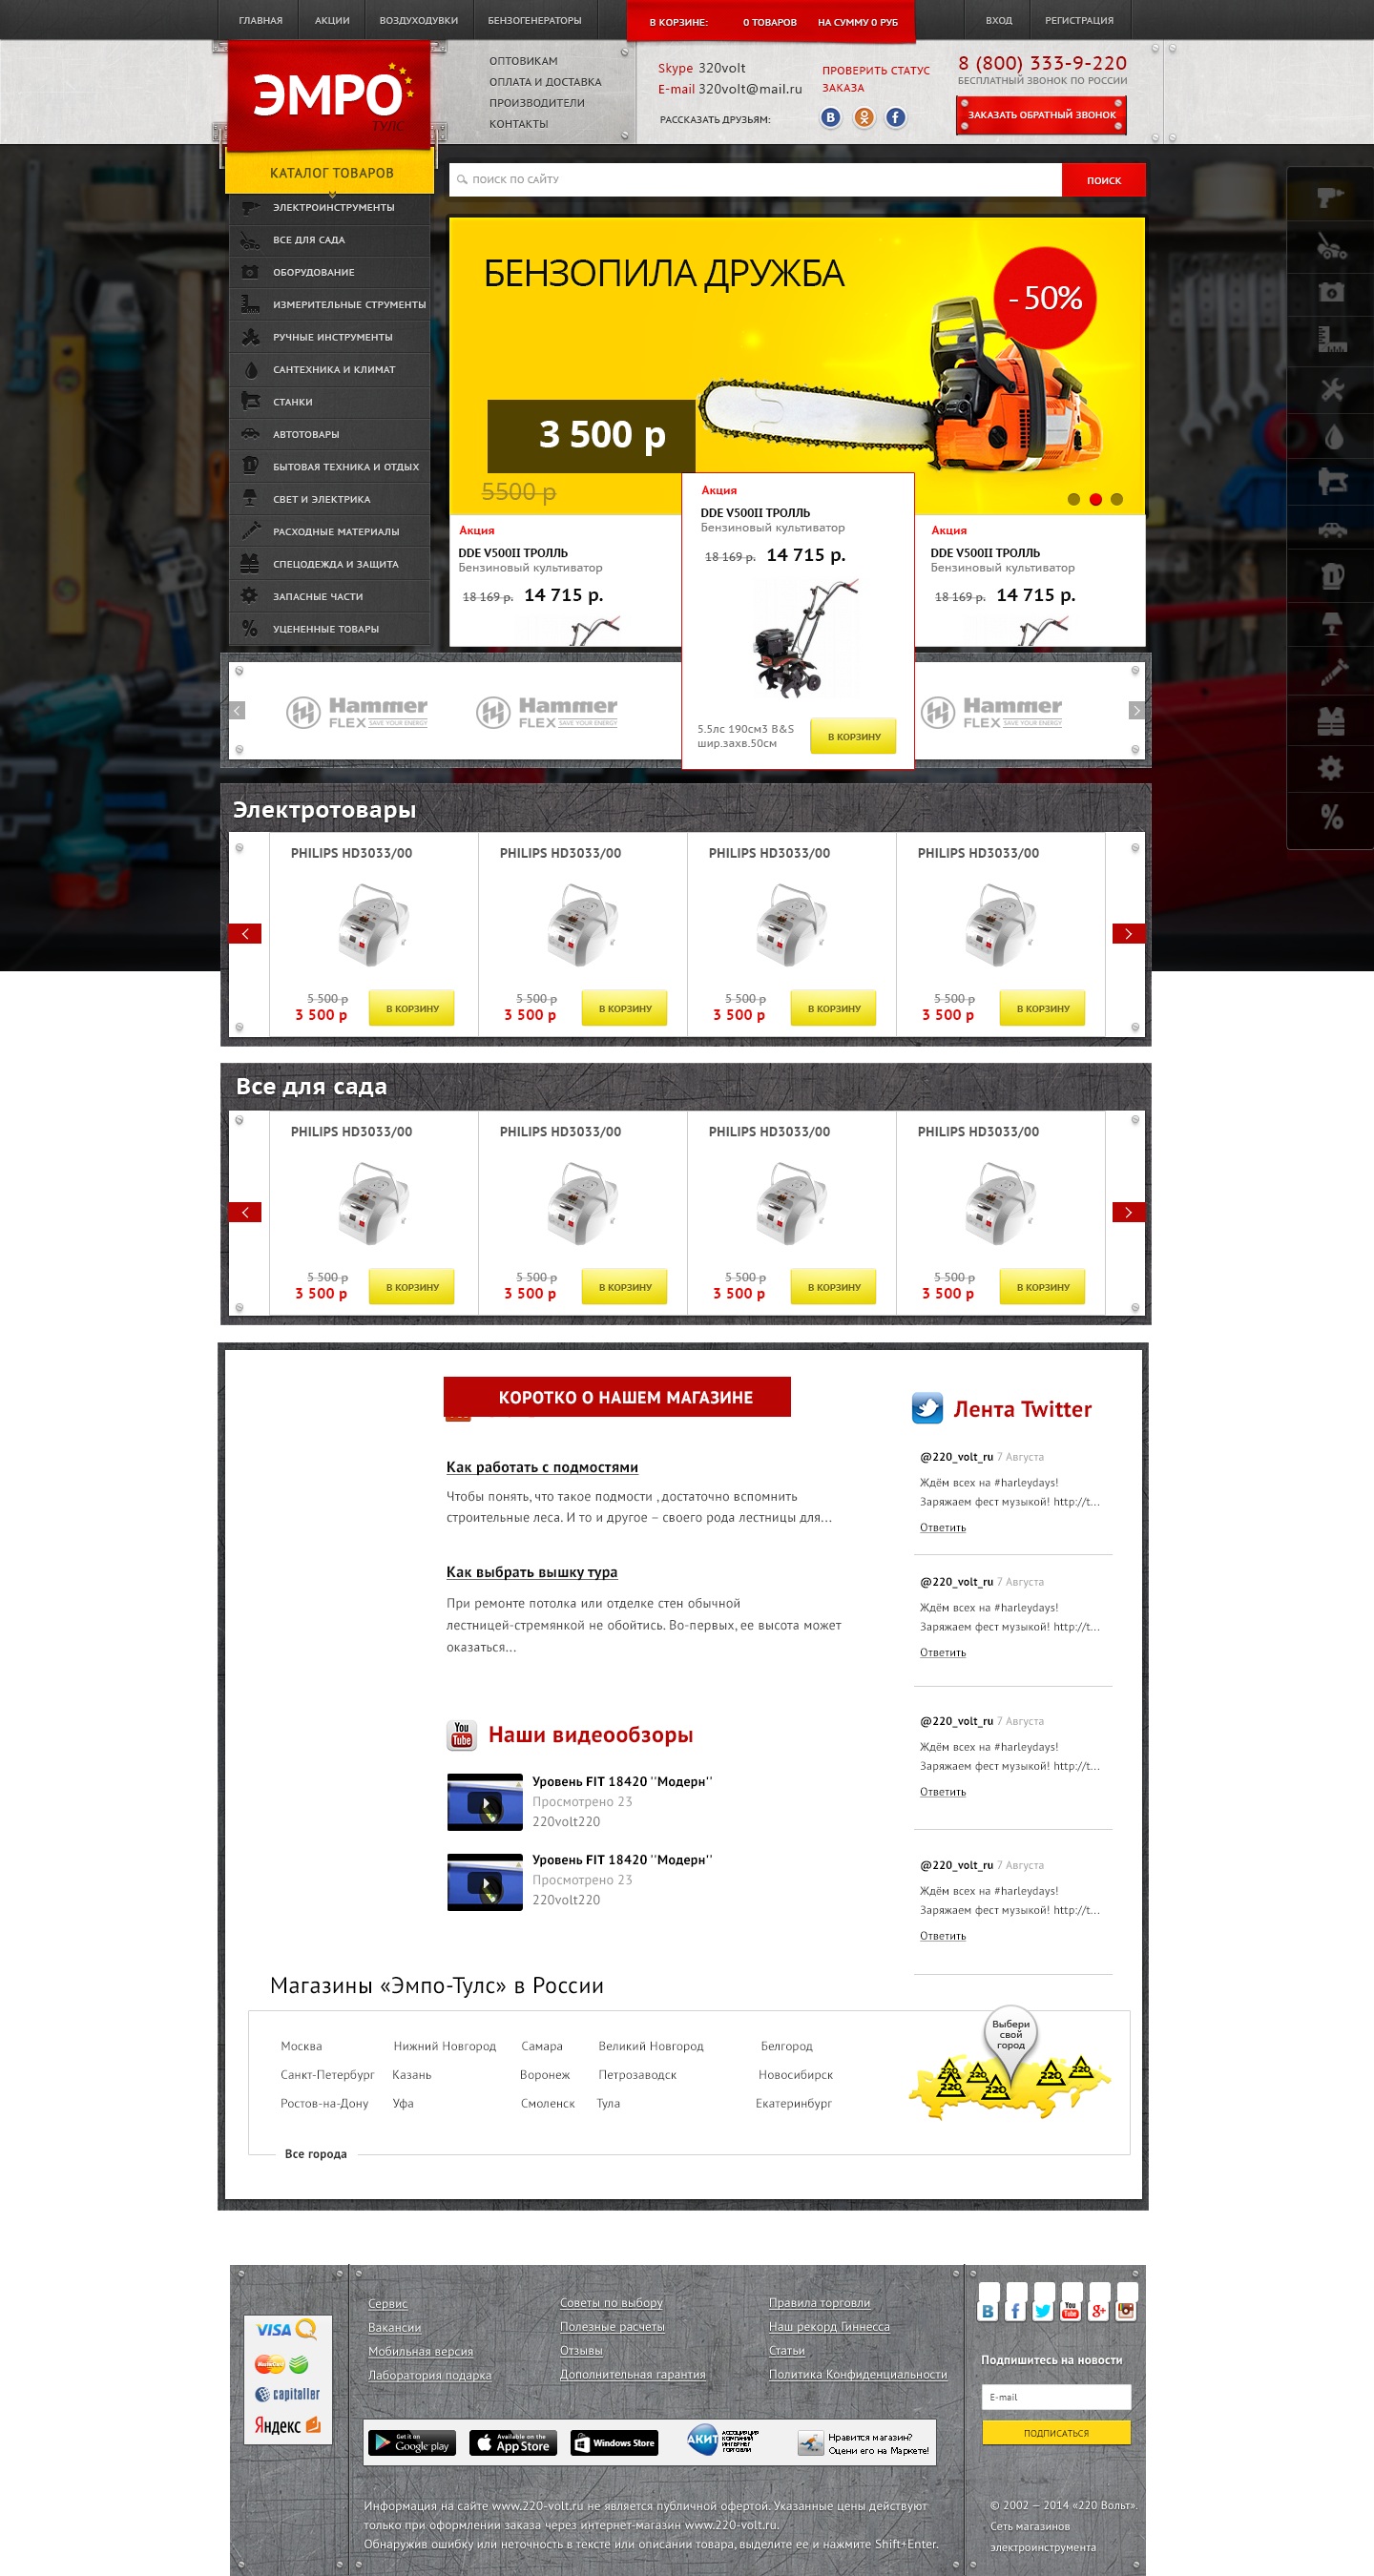 ГЛАВНАЯ АКЦИИ ВОЗДУХОДУВКИ БЕНЗОГЕНЕРАТОРЫ В КОРЗИНЕ: 0 ТОВАРОВ НА СУММУ 0 РУБ ВХОД РЕГИСТРАЦИЯ
ЭМРО
ТУЛС
ОПТОВИКАМ
ОПЛАТА И ДОСТАВКА
ПРОИЗВОДИТЕЛИ
КОНТАКТЫ
Skype 320volt
E-mail 320volt@mail.ru
РАССКАЗАТЬ ДРУЗЬЯМ:
ПРОВЕРИТЬ СТАТУС
ЗАКАЗА
8 (800) 333-9-220
БЕСПЛАТНЫЙ ЗВОНОК ПО РОССИИ
ЗАКАЗАТЬ ОБРАТНЫЙ ЗВОНОК
КАТАЛОГ ТОВАРОВ
ПОИСК ПО САЙТУ ПОИСК
ЭЛЕКТРОИНСТРУМЕНТЫ
ВСЕ ДЛЯ САДА
ОБОРУДОВАНИЕ
ИЗМЕРИТЕЛЬНЫЕ СТРУМЕНТЫ
РУЧНЫЕ ИНСТРУМЕНТЫ
САНТЕХНИКА И КЛИМАТ
СТАНКИ
АВТОТОВАРЫ
БЫТОВАЯ ТЕХНИКА И ОТДЫХ
СВЕТ И ЭЛЕКТРИКА
РАСХОДНЫЕ МАТЕРИАЛЫ
СПЕЦОДЕЖДА И ЗАЩИТА
ЗАПАСНЫЕ ЧАСТИ
УЦЕНЕННЫЕ ТОВАРЫ
БЕНЗОПИЛА ДРУЖБА
- 50%
3 500 р
5500 р
Акция
DDE V500II ТРОЛЛЬ
Бензиновый культиватор
18 169 р. 14 715 р.
Акция
DDE V500II ТРОЛЛЬ
Бензиновый культиватор
18 169 р. 14 715 р.
5.5лс 190см3 B&S
шир.захв.50см
В КОРЗИНУ
Акция
DDE V500II ТРОЛЛЬ
Бензиновый культиватор
18 169 р. 14 715 р.
Hammer
FLEX SAVE YOUR ENERGY
Hammer
FLEX SAVE YOUR ENERGY
Hammer
FLEX SAVE YOUR ENERGY
Электротовары
PHILIPS HD3033/00 PHILIPS HD3033/00 PHILIPS HD3033/00 PHILIPS HD3033/00
5 500 р 5 500 р 5 500 р 5 500 р
3 500 р В КОРЗИНУ 3 500 р В КОРЗИНУ 3 500 р В КОРЗИНУ 3 500 р В КОРЗИНУ
Все для сада
PHILIPS HD3033/00 PHILIPS HD3033/00 PHILIPS HD3033/00 PHILIPS HD3033/00
5 500 р 5 500 р 5 500 р 5 500 р
3 500 р В КОРЗИНУ 3 500 р В КОРЗИНУ 3 500 р В КОРЗИНУ 3 500 р В КОРЗИНУ
КОРОТКО О НАШЕМ МАГАЗИНЕ
Как работать с подмостями
Чтобы понять, что такое подмости , достаточно вспомнить
строительные леса. И то и другое – своего рода лестницы для...
Как выбрать вышку тура
При ремонте потолка или отделке стен обычной
лестницей-стремянкой не обойтись. Во-первых, ее высота может
оказаться...
You Tube Наши видеообзоры
Уровень FIT 18420 ''Модерн''
Просмотрено 23
220volt220
Уровень FIT 18420 ''Модерн''
Просмотрено 23
220volt220
Лента Twitter
@220_volt_ru 7 Августа
Ждём всех на #harleydays!
Заряжаем фест музыкой! http://t...
Ответить
@220_volt_ru 7 Августа
Ждём всех на #harleydays!
Заряжаем фест музыкой! http://t...
Ответить
@220_volt_ru 7 Августа
Ждём всех на #harleydays!
Заряжаем фест музыкой! http://t...
Ответить
@220_volt_ru 7 Августа
Ждём всех на #harleydays!
Заряжаем фест музыкой! http://t...
Ответить
Магазины «Эмпо-Тулс» в России
Москва Нижний Новгород Самара Великий Новгород Белгород
Санкт-Петербург Казань Воронеж Петрозаводск Новосибирск
Ростов-на-Дону Уфа Смоленск Тула Екатеринбург
Все города
Выбери
свой
город
220 220 220 220 220 220
VISA
MasterCard
capitaller
Яндекс
Сервис
Вакансии
Мобильная версия
Лаборатория подарка
Советы по выбору
Полезные расчеты
Отзывы
Дополнительная гарантия
Правила торговли
Наш рекорд Гиннесса
Статьи
Политика Конфиденциальности
Get it on
Google play
Available on the
App Store
Windows Store
АКИТ
АССОЦИАЦИЯ
КОМПАНИЙ
ИНТЕРНЕТ
ТОРГОВЛИ
Нравится магазин?
Оцени его на Маркете!
Информация на сайте www.220-volt.ru не является публичной офертой. Указанные цены действуют
только при оформлении заказа через интернет-магазин www.220-volt.ru.
Обнаружив ошибку или неточность в тексте или описании товара, выделите ее и нажмите Shift+Enter.
You Tube
Подпишитесь на новости
E-mail
ПОДПИСАТЬСЯ
© 2002 – 2014 «220 Вольт».
Сеть магазинов
электроинструмента